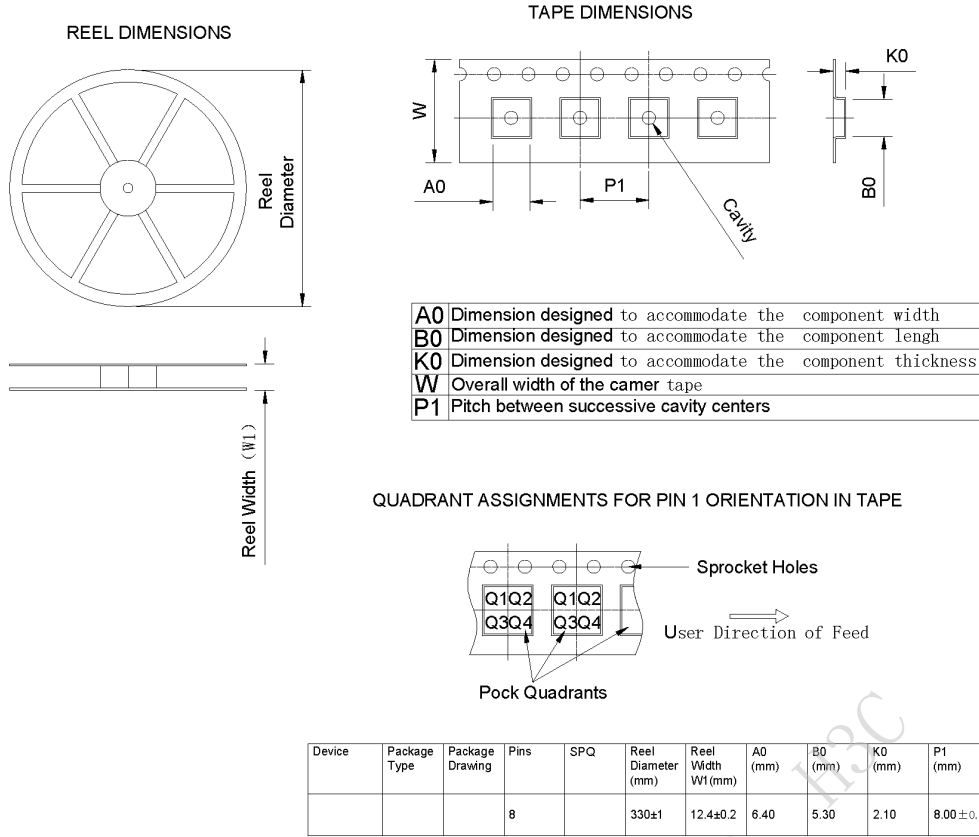 REEL DIMENSIONS
TAPE DIMENSIONS
Reel
Diameter
W
K0
A0
P1
B0
Cavity
Reel Width (W1)
A0 Dimension designed to accommodate the component width
B0 Dimension designed to accommodate the component lengh
K0 Dimension designed to accommodate the component thickness
W Overall width of the camer tape
P1 Pitch between successive cavity centers
QUADRANT ASSIGNMENTS FOR PIN 1 ORIENTATION IN TAPE
Sprocket Holes
Q1Q2 Q1Q2
Q3Q4 Q3Q4
User Direction of Feed
Pock Quadrants
H3C
Device Package Package Pins SPQ Reel Reel A0 B0 K0 P1
Type Drawing Diameter Width (mm) (mm) (mm) (mm)
(mm) W1(mm)
8 330±1 12.4±0.2 6.40 5.30 2.10 8.00±0